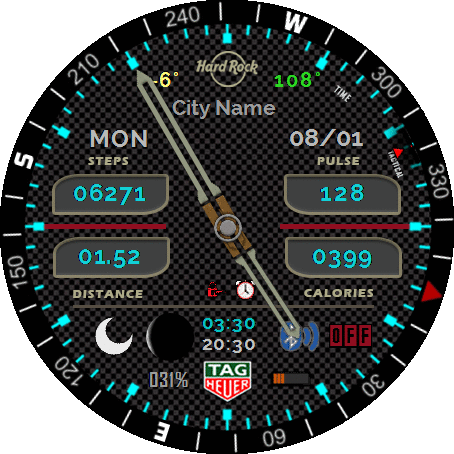 240
W
300
TIME
TACTICAL
330
30
60
E
120
150
S
210
Hard Rock
-6°
108°
City Name
MON
08/01
STEPS
PULSE
06271
128
01.52
0399
DISTANCE
CALORIES
03:30
20:30
OFF
031%
TAG
HEUER